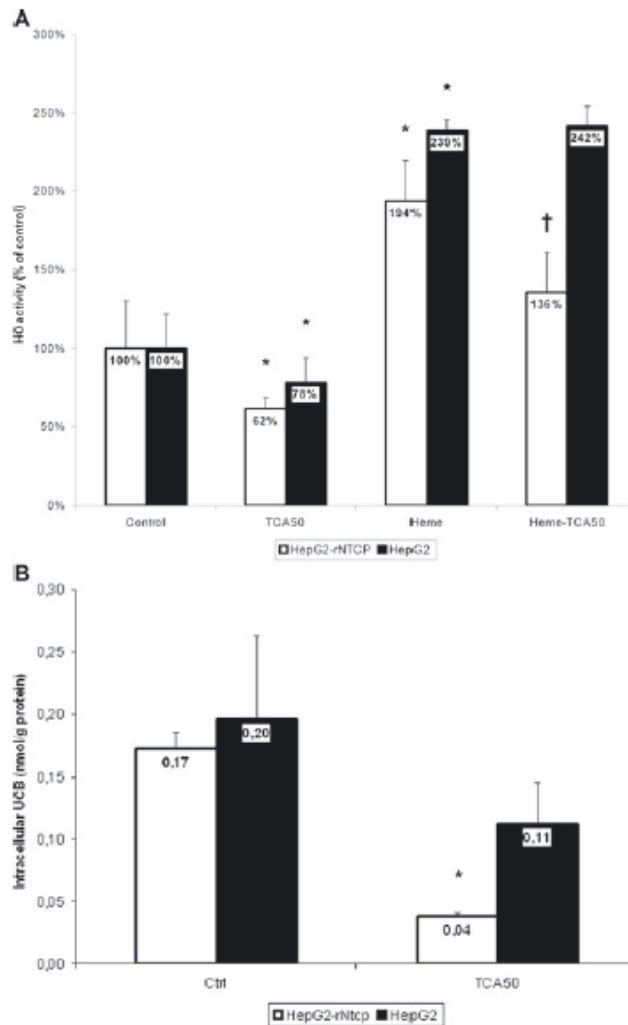 A
300%
250%
200%
150%
100%
50%
0%
HO activity (% of control)
100%
100%
*
62%
*
78%
*
194%
*
239%
†
136%
242%
Control
TCA50
Heme
Heme-TCA50
HepG2-rNTCP
HepG2
B
0,30
0,25
0,20
0,15
0,10
0,05
0,00
Intracellular UCB (nmol·g protein)
0,17
0,20
*
0,04
0,11
Ctrl
TCA50
HepG2-rNtcp
HepG2